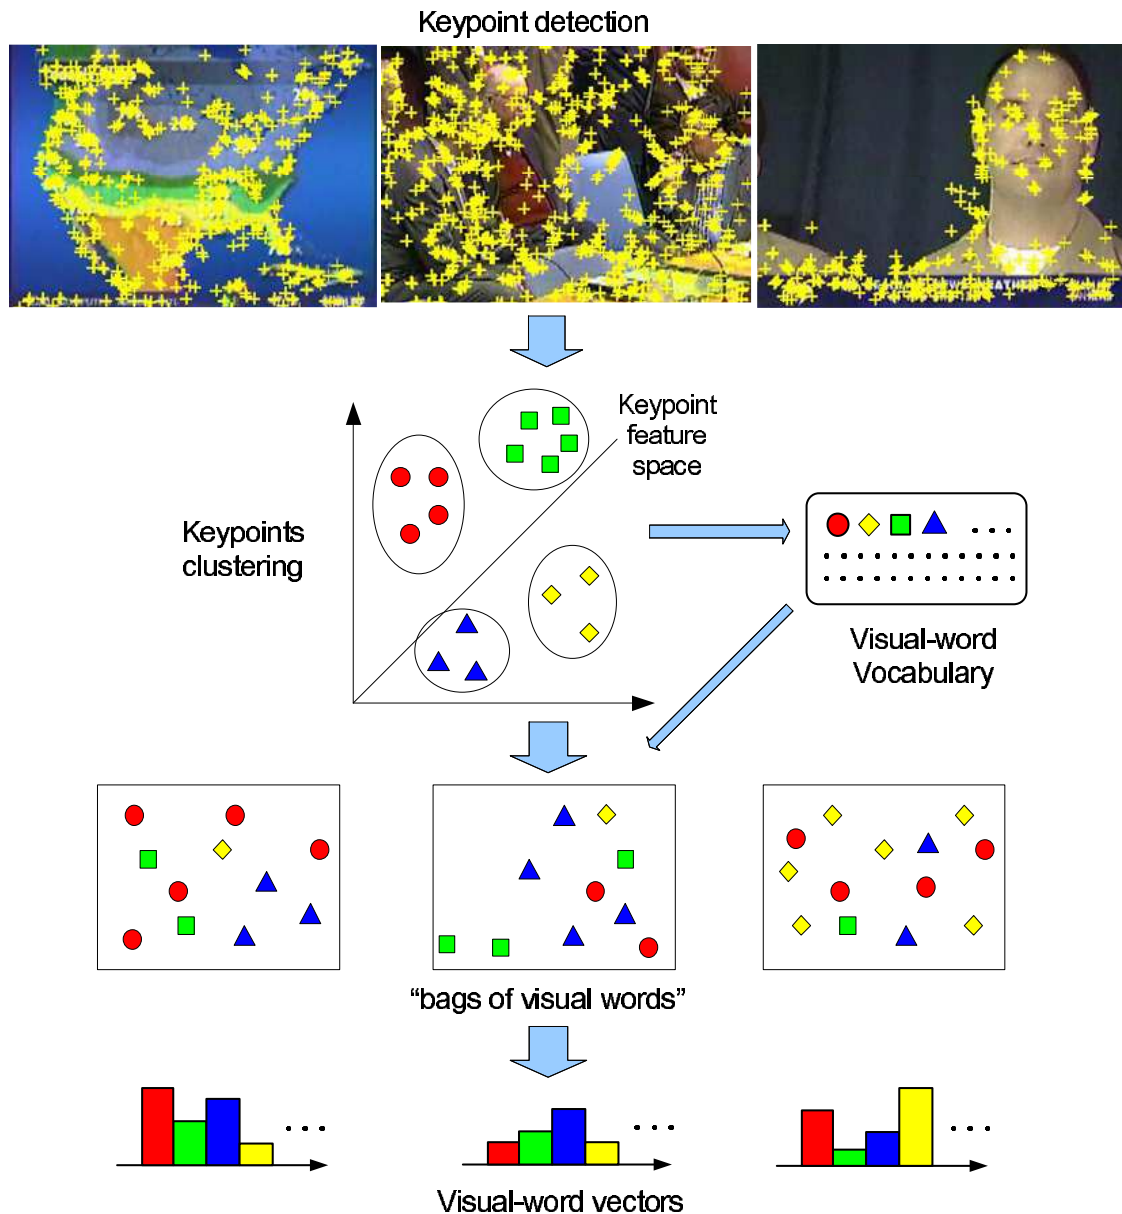 Keypoint detection
Keypoint
feature
space
Keypoints
clustering
Visual-word
Vocabulary
“bags of visual words”
Visual-word vectors